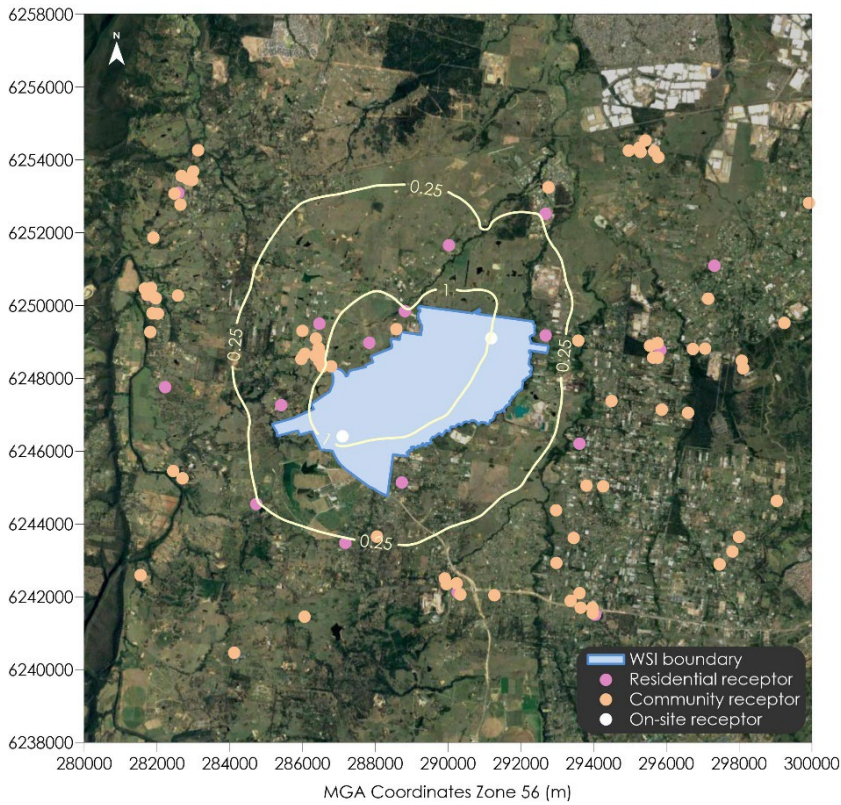 6258000
N
6256000
6254000
0.25
6252000
6250000
1
0.25
0.25
6248000
1
6246000
6244000
0.25
6242000
6240000
WSI boundary
Residential receptor
Community receptor
On-site receptor
6238000
280000 282000 284000 286000 288000 290000 292000 294000 296000 298000 300000
MGA Coordinates Zone 56 (m)